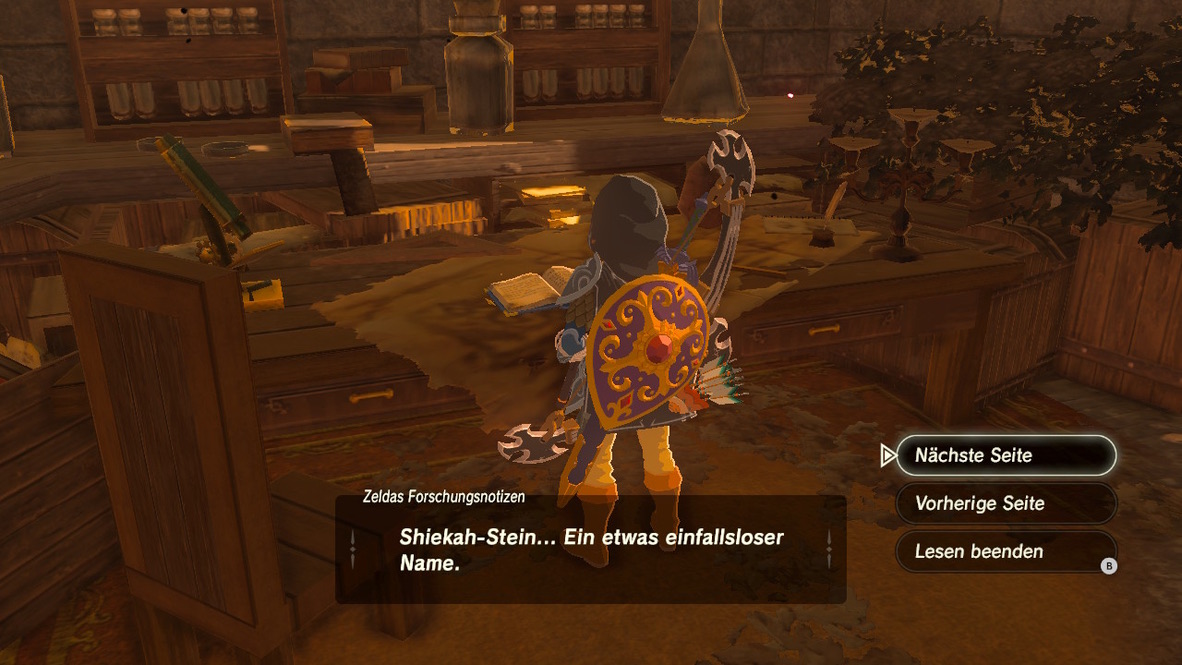 Zeldas Forschungsnotizen
Shiekah-Stein... Ein etwas einfallsloser
Name.
Nächste Seite
Vorherige Seite
Lesen beenden
B